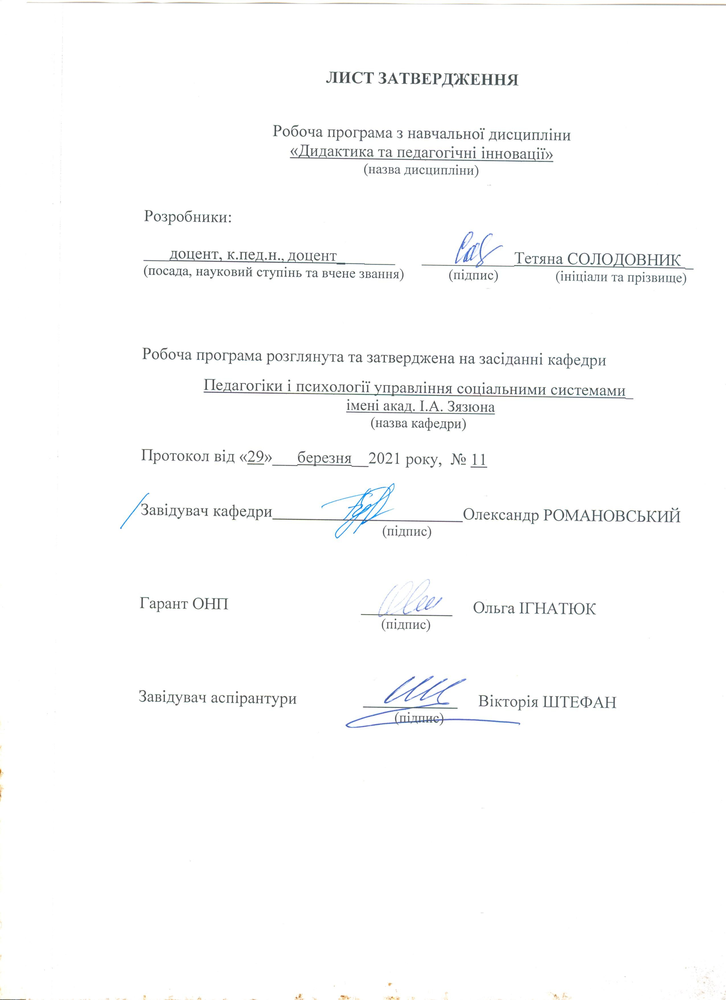 ЛИСТ ЗАТВЕРДЖЕННЯ
Робоча програма з навчальної дисципліни
«Дидактика та педагогічні інновації»
(назва дисципліни)
Розробники:
доцент, к.пед.н., доцент Тетяна СОЛОДОВНИК
(посада, науковий ступінь та вчене звання) (підпис) (ініціали та прізвище)
Робоча програма розглянута та затверджена на засіданні кафедри
Педагогіки і психології управління соціальними системами
імені акад. І.А. Зязюна
(назва кафедри)
Протокол від «29» березня 2021 року, № 11
Завідувач кафедри Олександр РОМАНОВСЬКИЙ
(підпис)
Гарант ОНП Ольга ІГНАТЮК
(підпис)
Завідувач аспірантури Вікторія ШТЕФАН
(підпис)